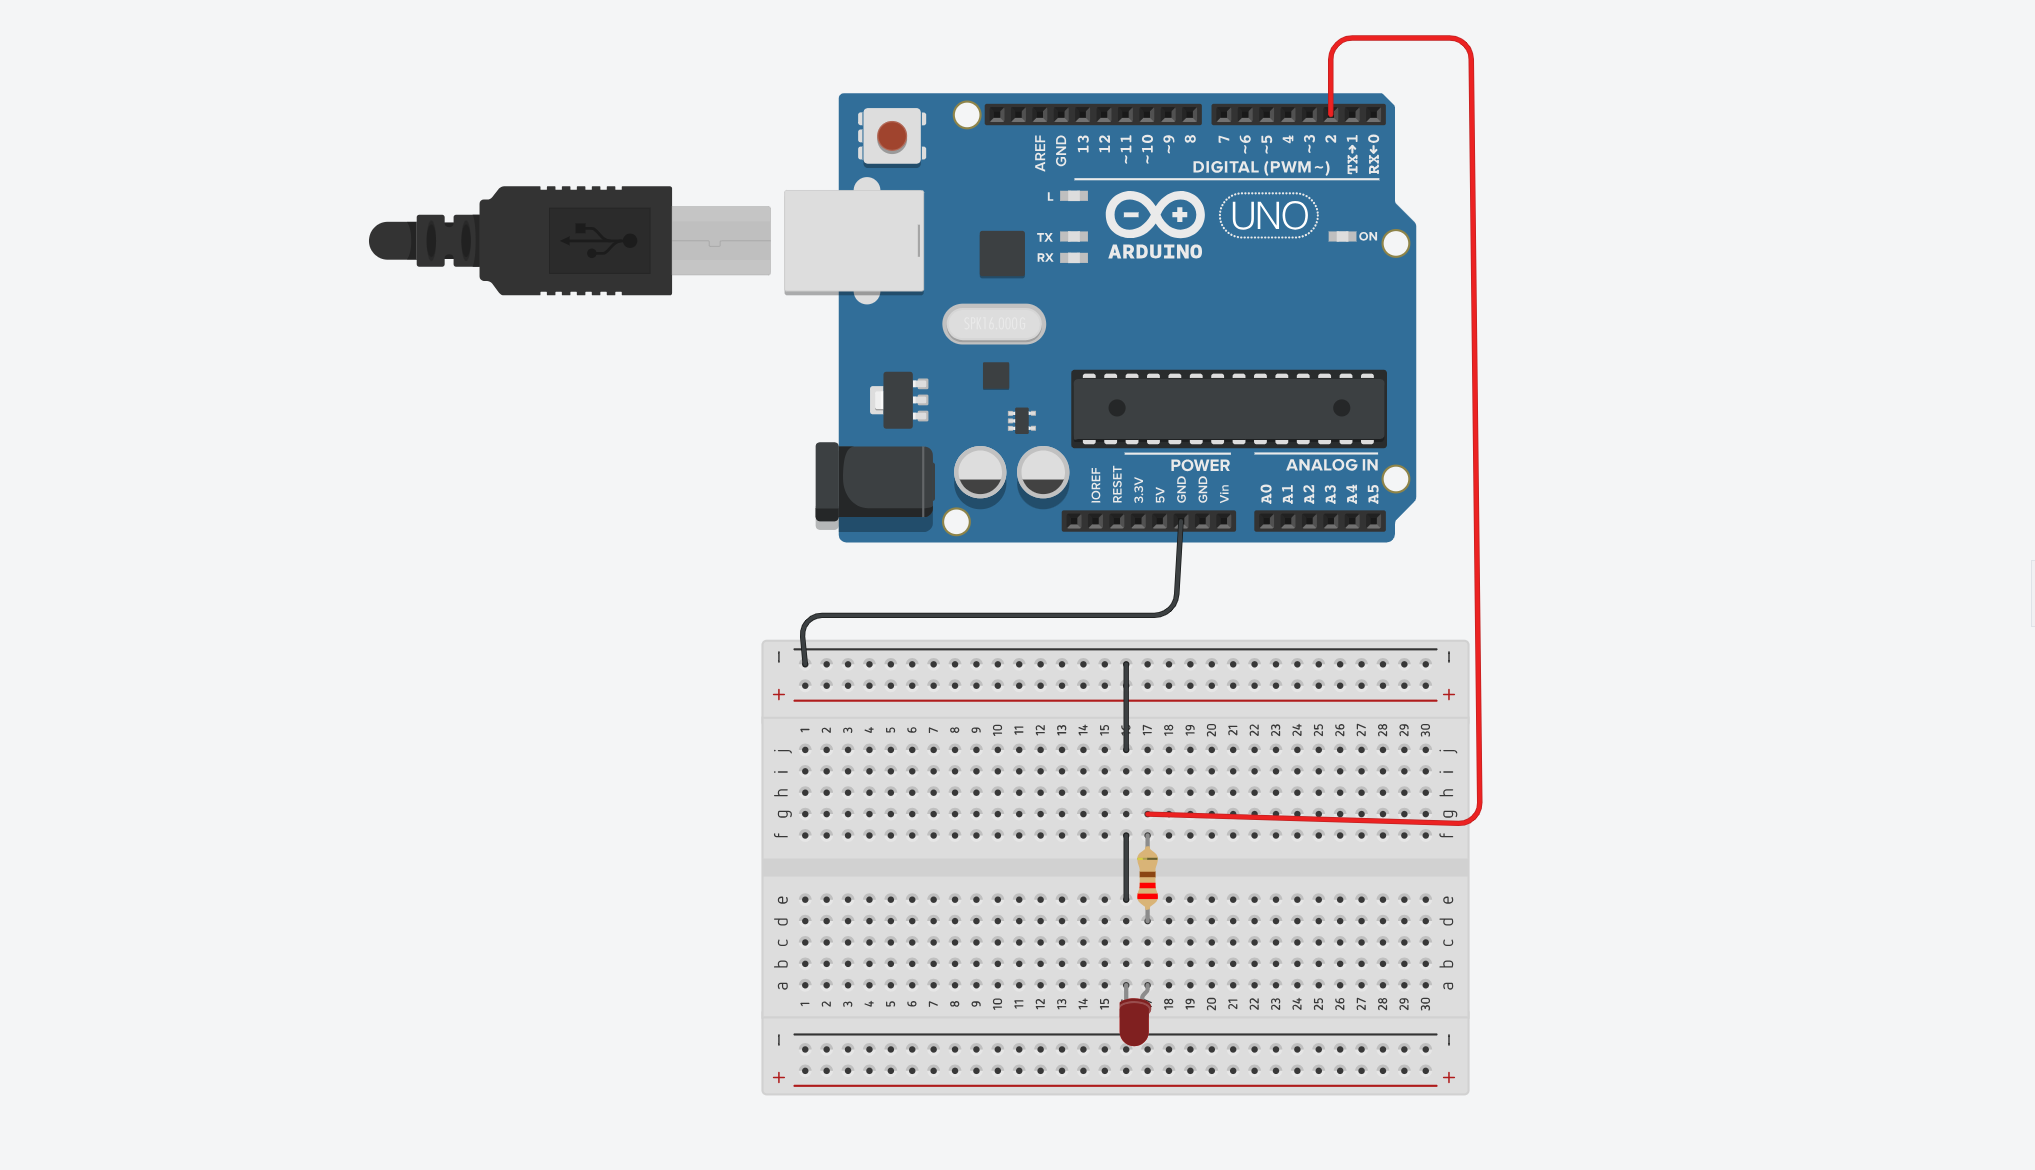 AREF GND 13 12 ~11 ~10 ~9 8 7 ~6 ~5 4 ~3 2 TX→1 RX←0
DIGITAL (PWM ~)
L
TX
RX
UNO
ARDUINO
ON
SPK16.000G
POWER
ANALOG IN
IOREF RESET 3.3V 5V GND GND Vin A0 A1 A2 A3 A4 A5
− −
+ +
1 2 3 4 5 6 7 8 9 10 11 12 13 14 15 16 17 18 19 20 21 22 23 24 25 26 27 28 29 30
j j
i i
h h
g g
f f
e e
d d
c c
b b
a a
1 2 3 4 5 6 7 8 9 10 11 12 13 14 15 18 19 20 21 22 23 24 25 26 27 28 29 30
− −
+ +